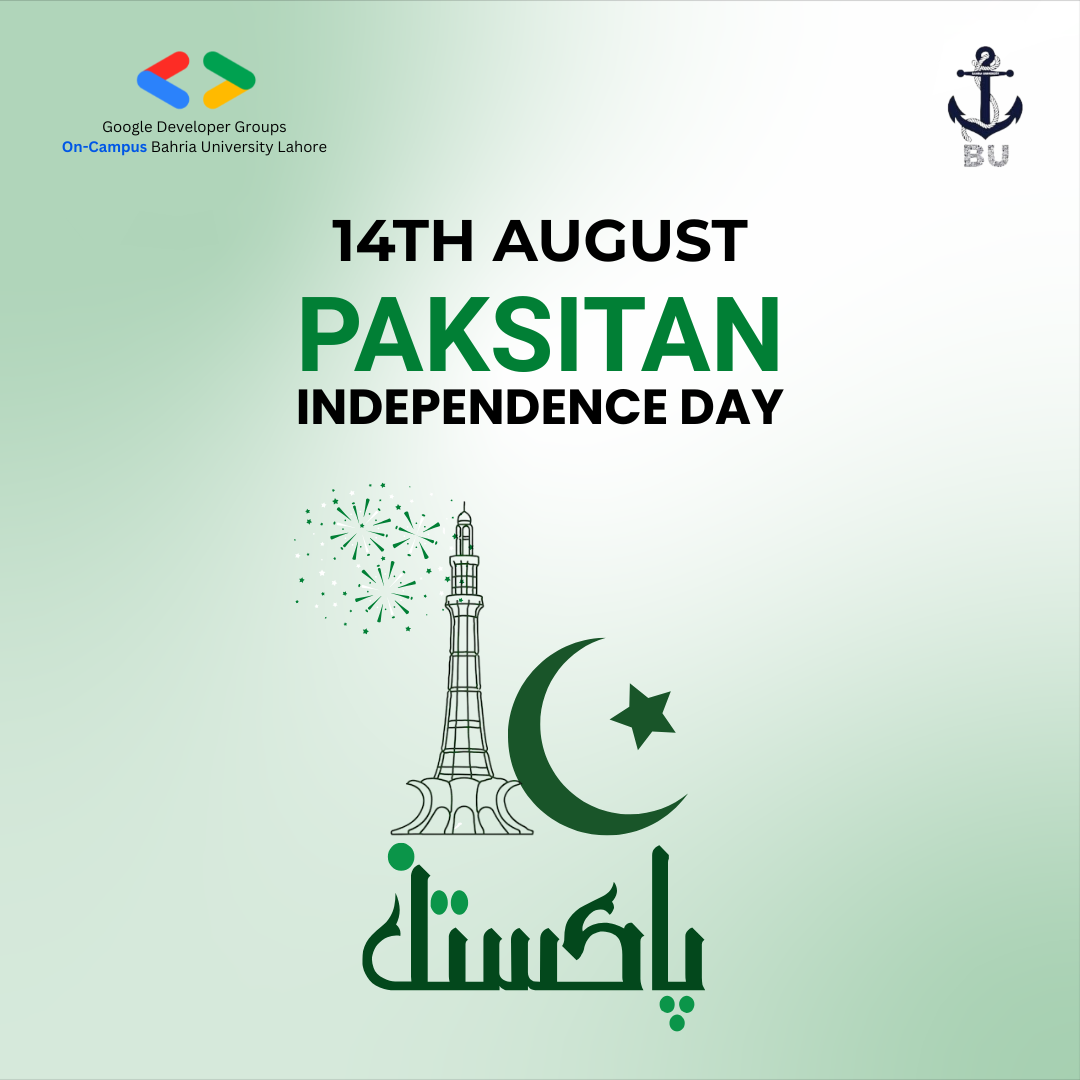 Google Developer Groups
On-Campus Bahria University Lahore
BU
14TH AUGUST
PAKSITAN
INDEPENDENCE DAY
پاکستان